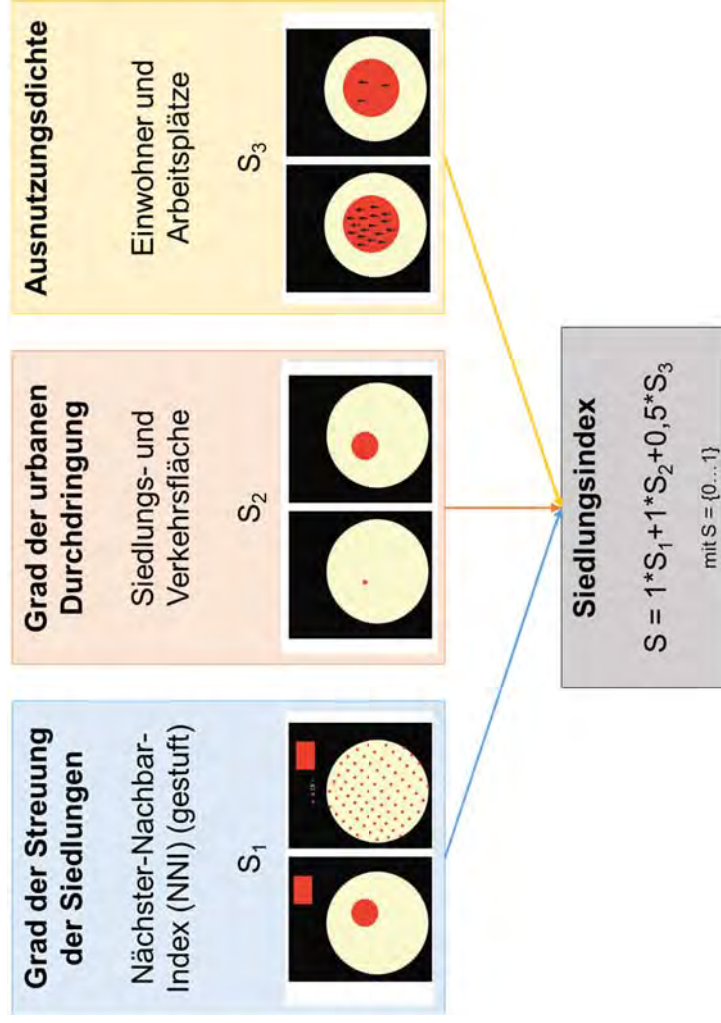 Grad der Streuung
der Siedlungen
Nächster-Nachbar-
Index (NNI) (gestuft)
S₁
Grad der urbanen
Durchdringung
Siedlungs- und
Verkehrsfläche
S₂
Ausnutzungsdichte
Einwohner und
Arbeitsplätze
S₃
Siedlungsindex
S = 1*S₁+1*S₂+0,5*S₃
mit S = {0...1}